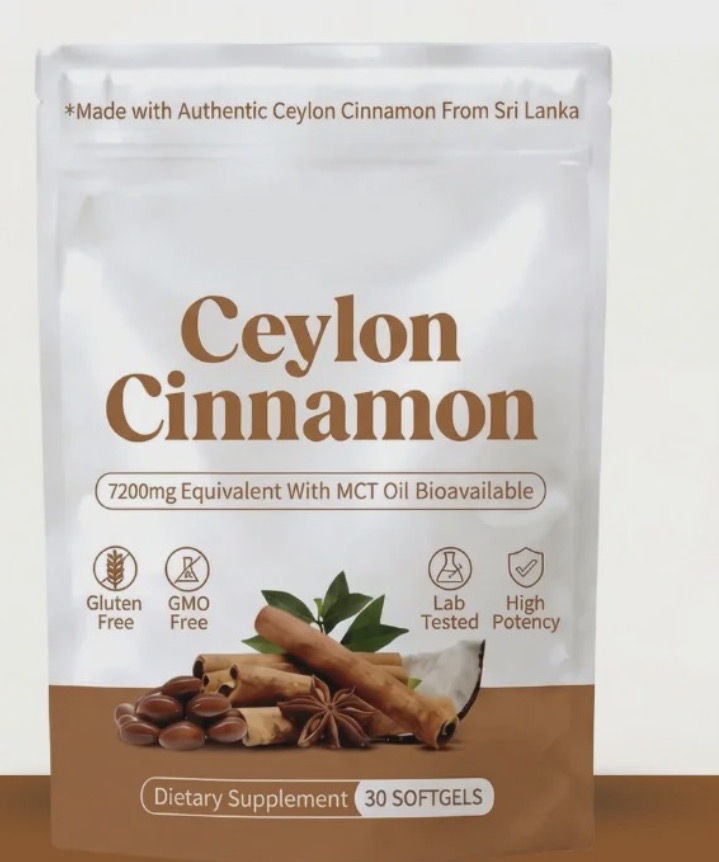 *Made with Authentic Ceylon Cinnamon From Sri Lanka
Ceylon
Cinnamon
7200mg Equivalent With MCT Oil Bioavailable
Gluten
Free
GMO
Free
Lab
Tested
High
Potency
Dietary Supplement 30 SOFTGELS